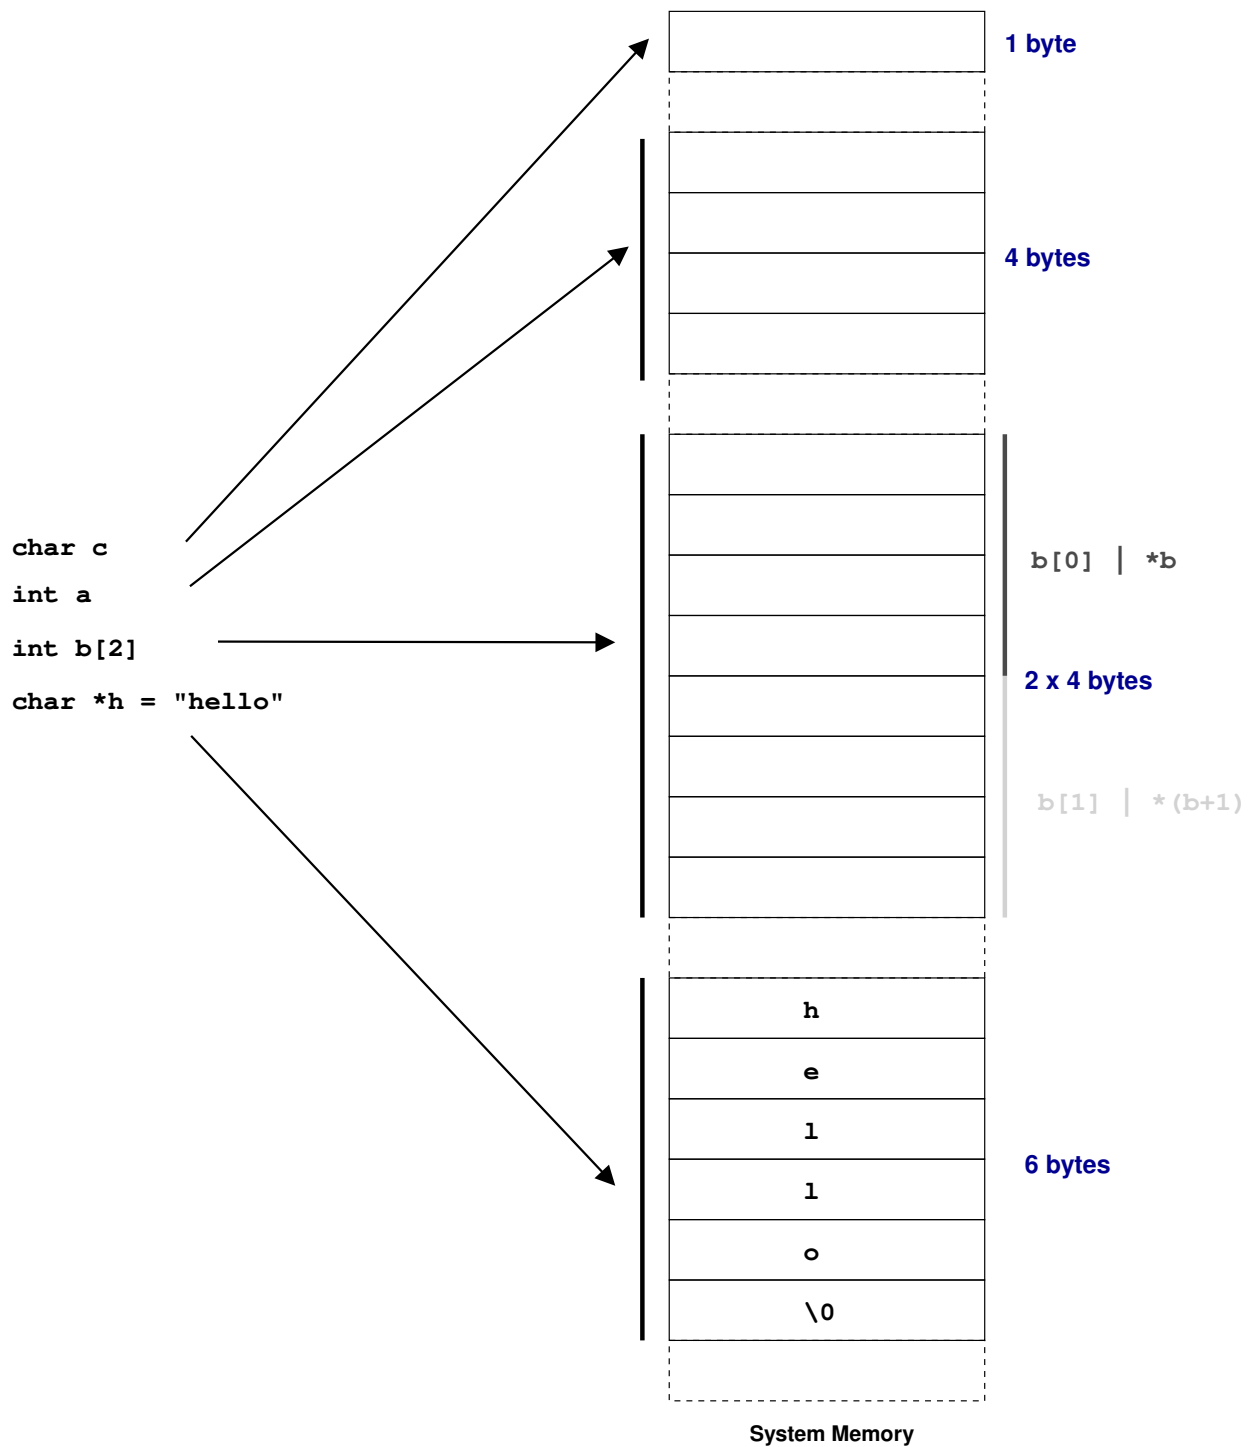 1 byte
4 bytes
char c
b[0] | *b
int a
int b[2]
2 x 4 bytes
char *h = "hello"
b[1] | *(b+1)
h
e
l
l
6 bytes
o
\0
System Memory